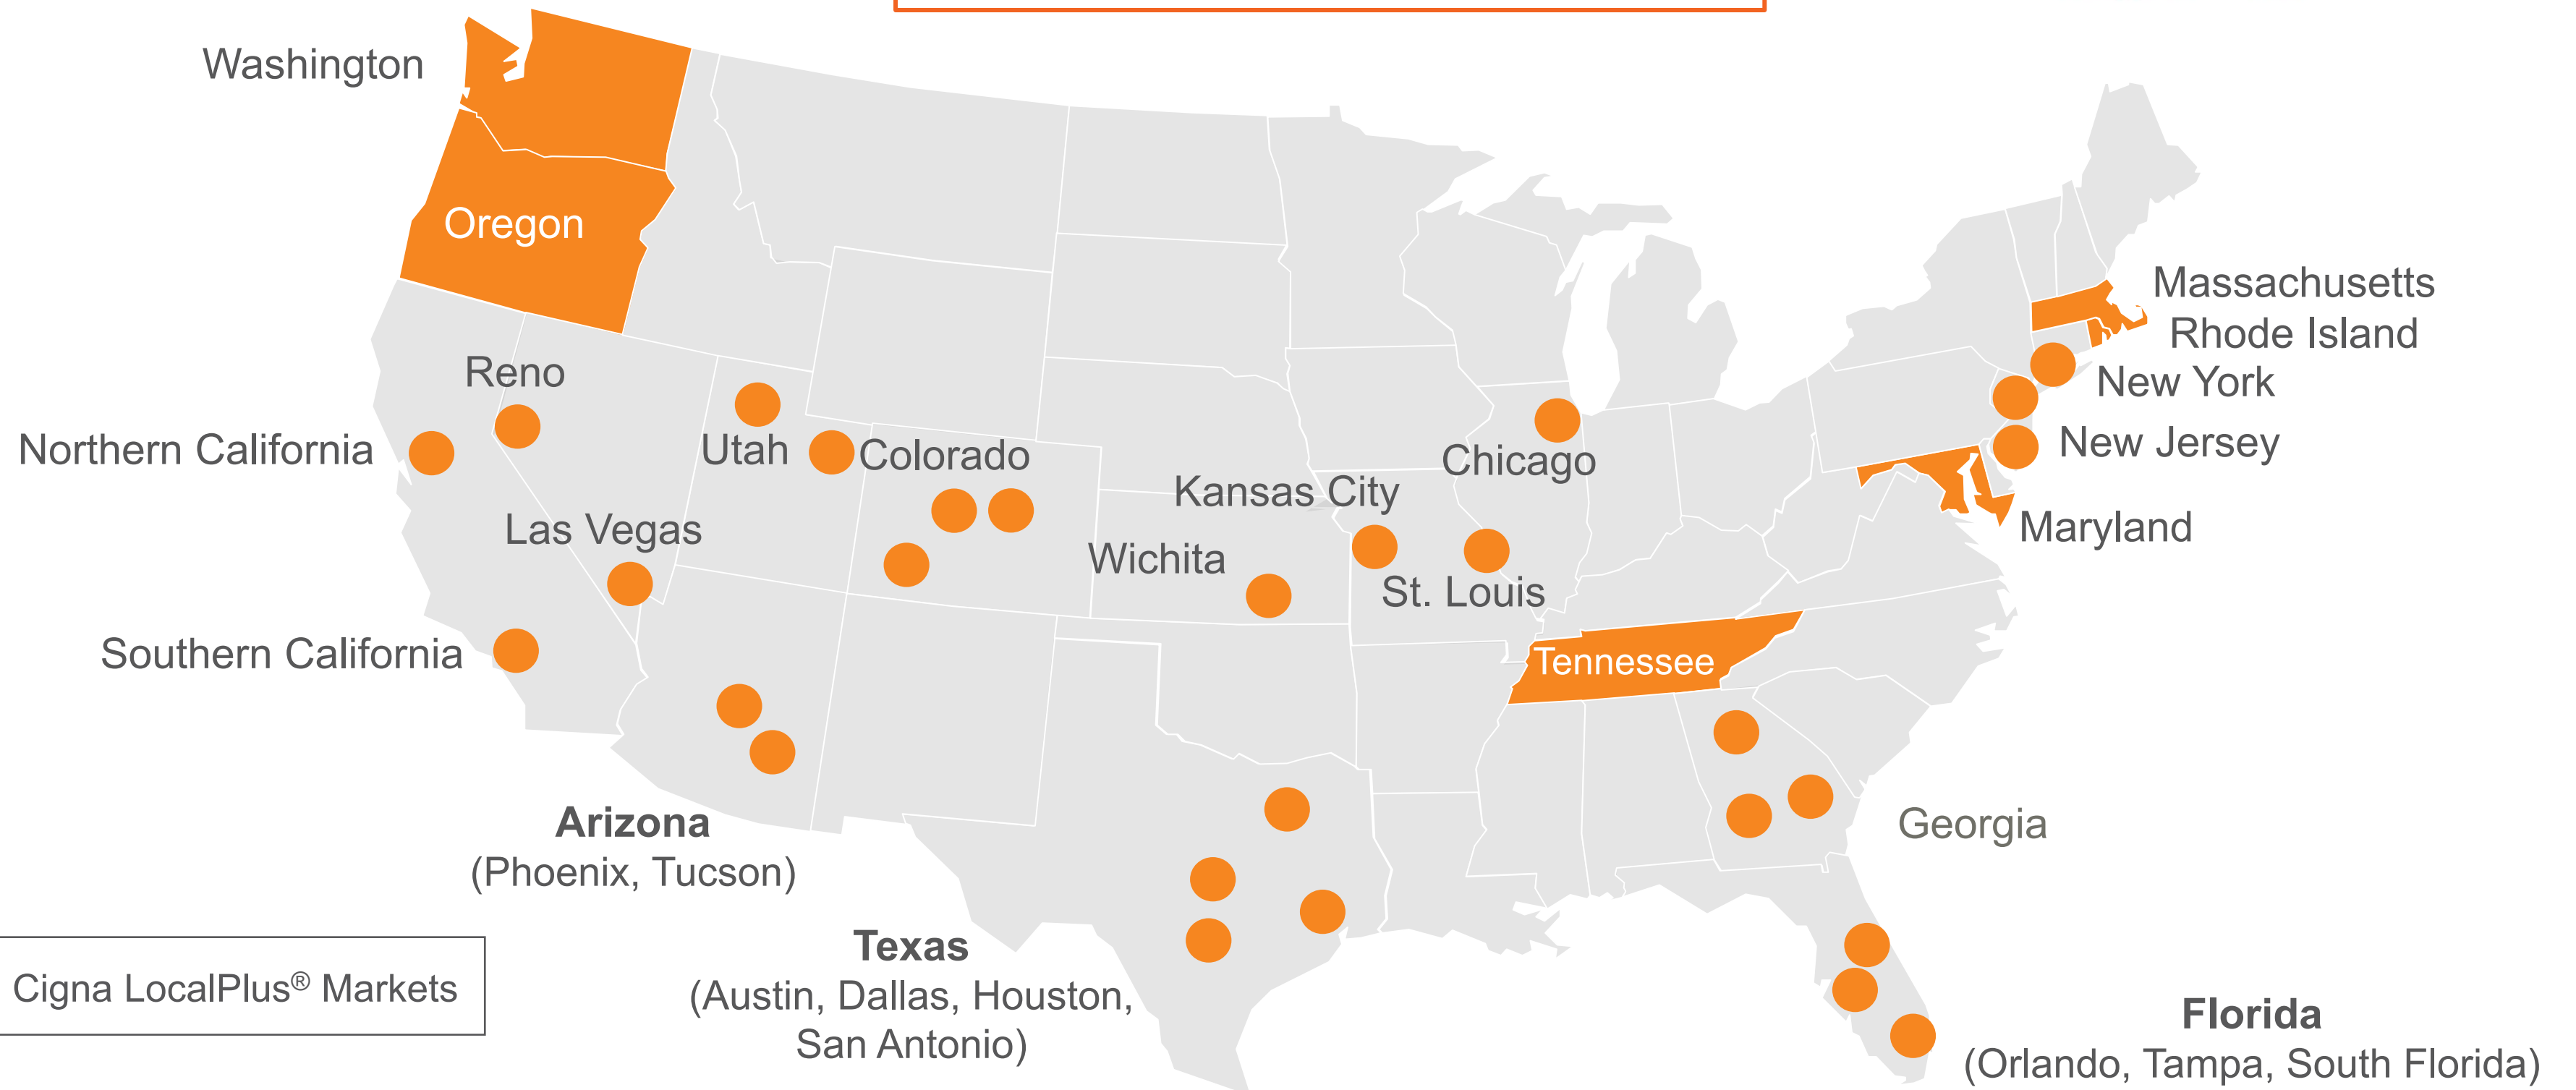 Washington
Oregon
Massachusetts
Rhode Island
New York
New Jersey
Maryland
Reno
Northern California
Utah
Colorado
Chicago
Kansas City
Las Vegas
Wichita
St. Louis
Southern California
Tennessee
Arizona
(Phoenix, Tucson)
Georgia
Texas
(Austin, Dallas, Houston,
San Antonio)
Cigna LocalPlus® Markets
Florida
(Orlando, Tampa, South Florida)